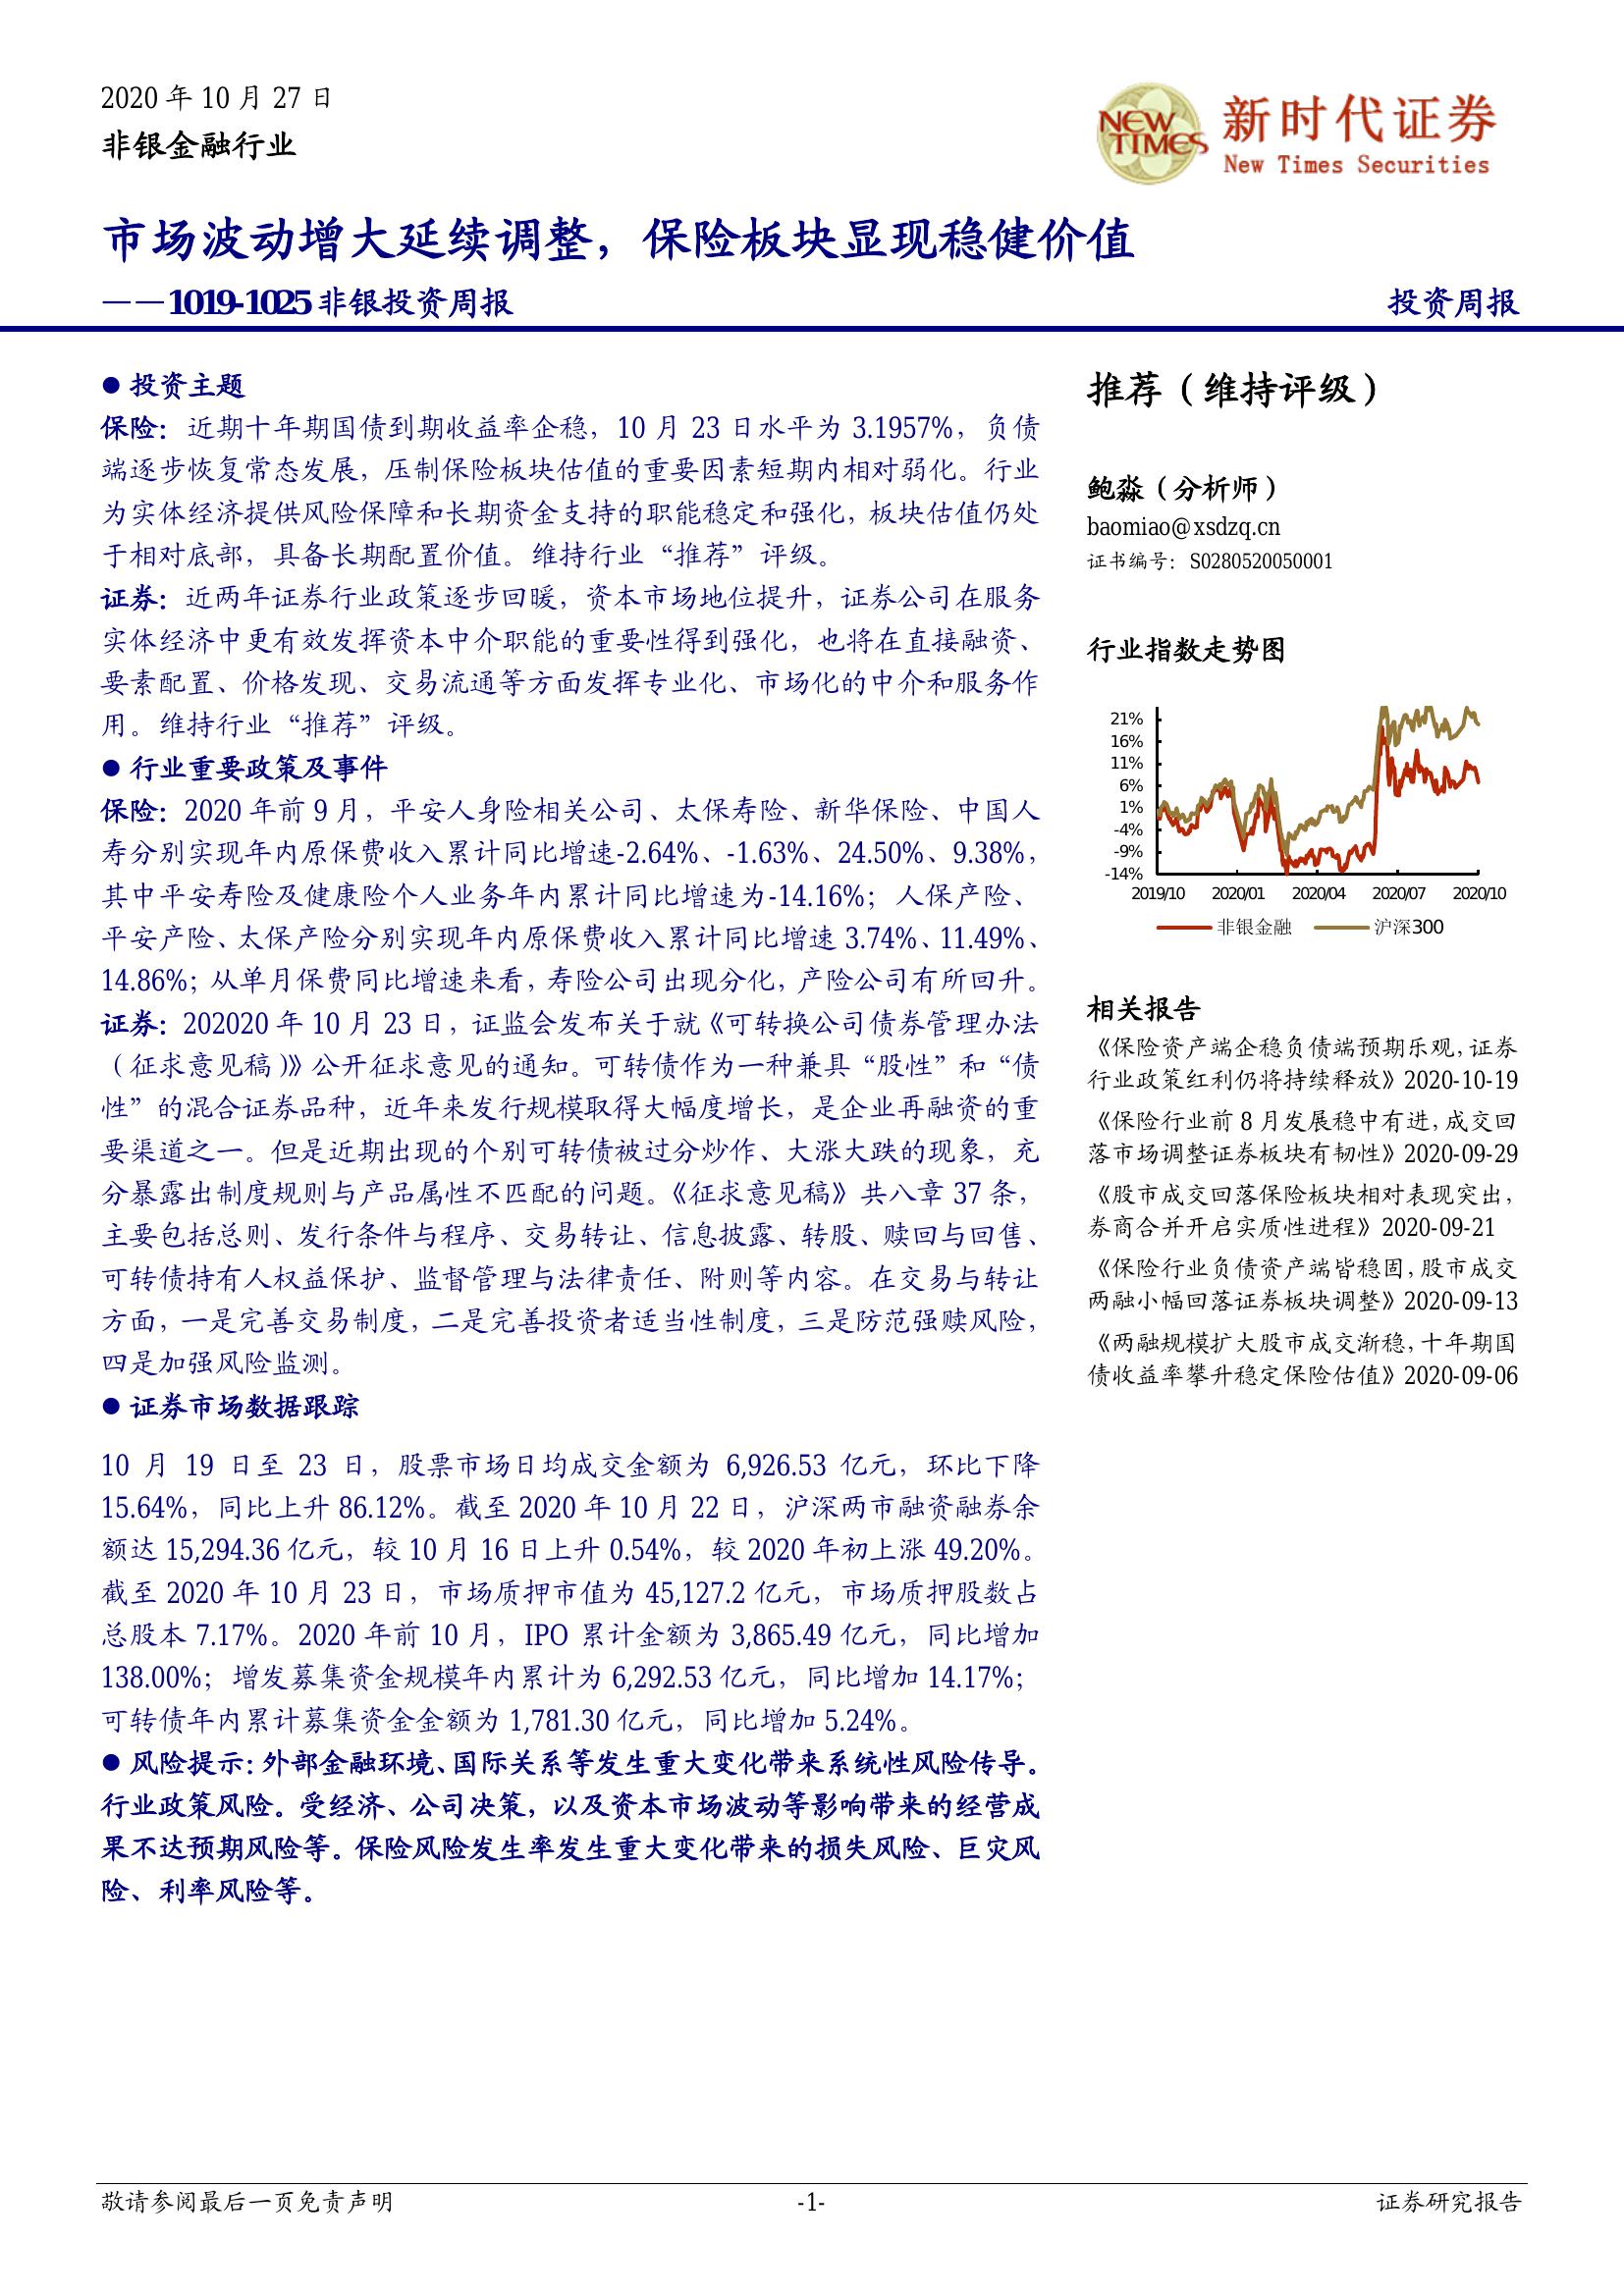 2020 年 10 月 27 日
非银金融行业
NEW TIMES
新时代证券
New Times Securities
市场波动增大延续调整，保险板块显现稳健价值
——1019-1025 非银投资周报
投资周报
● 投资主题
保险：近期十年期国债到期收益率企稳，10 月 23 日水平为 3.1957%，负债
端逐步恢复常态发展，压制保险板块估值的重要因素短期内相对弱化。行业
为实体经济提供风险保障和长期资金支持的职能稳定和强化，板块估值仍处
于相对底部，具备长期配置价值。维持行业“推荐”评级。
证券：近两年证券行业政策逐步回暖，资本市场地位提升，证券公司在服务
实体经济中更有效发挥资本中介职能的重要性得到强化，也将在直接融资、
要素配置、价格发现、交易流通等方面发挥专业化、市场化的中介和服务作
用。维持行业“推荐”评级。
● 行业重要政策及事件
保险：2020 年前 9 月，平安人身险相关公司、太保寿险、新华保险、中国人
寿分别实现年内原保费收入累计同比增速-2.64%、-1.63%、24.50%、9.38%，
其中平安寿险及健康险个人业务年内累计同比增速为-14.16%；人保产险、
平安产险、太保产险分别实现年内原保费收入累计同比增速 3.74%、11.49%、
14.86%；从单月保费同比增速来看，寿险公司出现分化，产险公司有所回升。
证券：202020 年 10 月 23 日，证监会发布关于就《可转换公司债券管理办法
（征求意见稿）》公开征求意见的通知。可转债作为一种兼具“股性”和“债
性”的混合证券品种，近年来发行规模取得大幅度增长，是企业再融资的重
要渠道之一。但是近期出现的个别可转债被过分炒作、大涨大跌的现象，充
分暴露出制度规则与产品属性不匹配的问题。《征求意见稿》共八章 37 条，
主要包括总则、发行条件与程序、交易转让、信息披露、转股、赎回与回售、
可转债持有人权益保护、监督管理与法律责任、附则等内容。在交易与转让
方面，一是完善交易制度，二是完善投资者适当性制度，三是防范强赎风险，
四是加强风险监测。
● 证券市场数据跟踪
10 月 19 日至 23 日，股票市场日均成交金额为 6,926.53 亿元，环比下降
15.64%，同比上升 86.12%。截至 2020 年 10 月 22 日，沪深两市融资融券余
额达 15,294.36 亿元，较 10 月 16 日上升 0.54%，较 2020 年初上涨 49.20%。
截至 2020 年 10 月 23 日，市场质押市值为 45,127.2 亿元，市场质押股数占
总股本 7.17%。2020 年前 10 月，IPO 累计金额为 3,865.49 亿元，同比增加
138.00%；增发募集资金规模年内累计为 6,292.53 亿元，同比增加 14.17%；
可转债年内累计募集资金金额为 1,781.30 亿元，同比增加 5.24%。
● 风险提示：外部金融环境、国际关系等发生重大变化带来系统性风险传导。
行业政策风险。受经济、公司决策，以及资本市场波动等影响带来的经营成
果不达预期风险等。保险风险发生率发生重大变化带来的损失风险、巨灾风
险、利率风险等。
推荐（维持评级）
鲍淼（分析师）
baomiao@xsdzq.cn
证书编号：S0280520050001
行业指数走势图
21%
16%
11%
6%
1%
-4%
-9%
-14%
2019/10 2020/01 2020/04 2020/07 2020/10
非银金融 沪深300
相关报告
《保险资产端企稳负债端预期乐观，证券
行业政策红利仍将持续释放》2020-10-19
《保险行业前 8 月发展稳中有进，成交回
落市场调整证券板块有韧性》2020-09-29
《股市成交回落保险板块相对表现突出，
券商合并开启实质性进程》2020-09-21
《保险行业负债资产端皆稳固，股市成交
两融小幅回落证券板块调整》2020-09-13
《两融规模扩大股市成交渐稳，十年期国
债收益率攀升稳定保险估值》2020-09-06
敬请参阅最后一页免责声明
-1-
证券研究报告